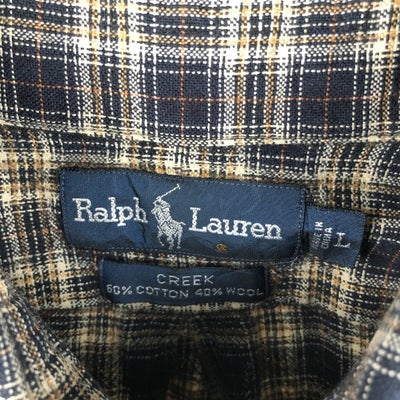 Ralph Lauren
MADE IN
CHINA
L
CREEK
60% COTTON 40% WOOL